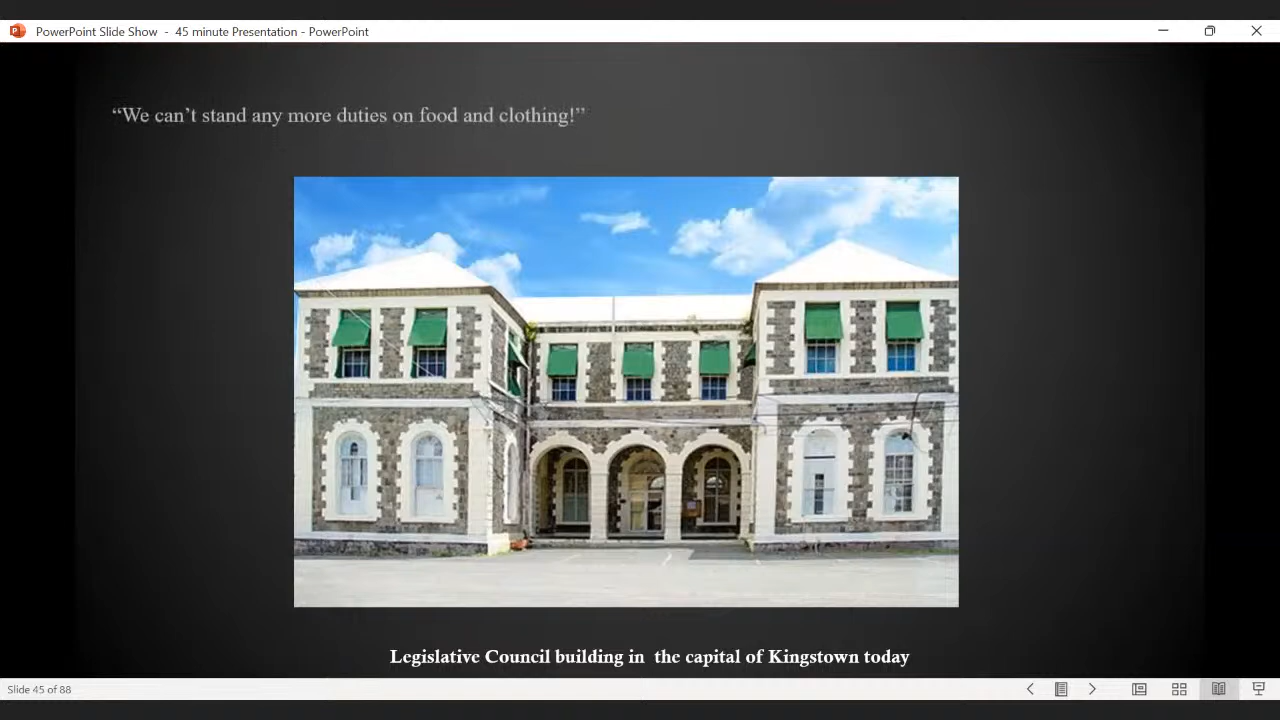 PowerPoint Slide Show - 45 minute Presentation - PowerPoint
“We can’t stand any more duties on food and clothing!”
Legislative Council building in the capital of Kingstown today
Slide 45 of 88